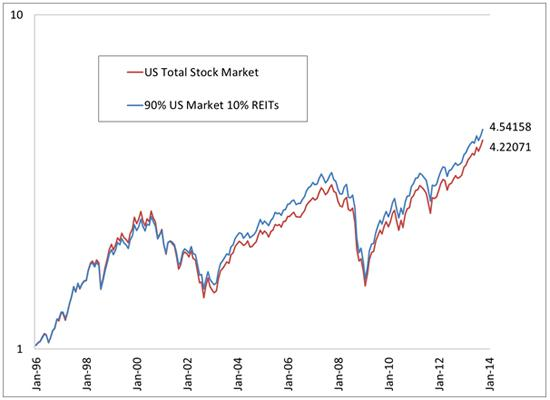 10
US Total Stock Market
90% US Market 10% REITs
4.54158
4.22071
1
Jan-96
Jan-98
Jan-00
Jan-02
Jan-04
Jan-06
Jan-08
Jan-10
Jan-12
Jan-14